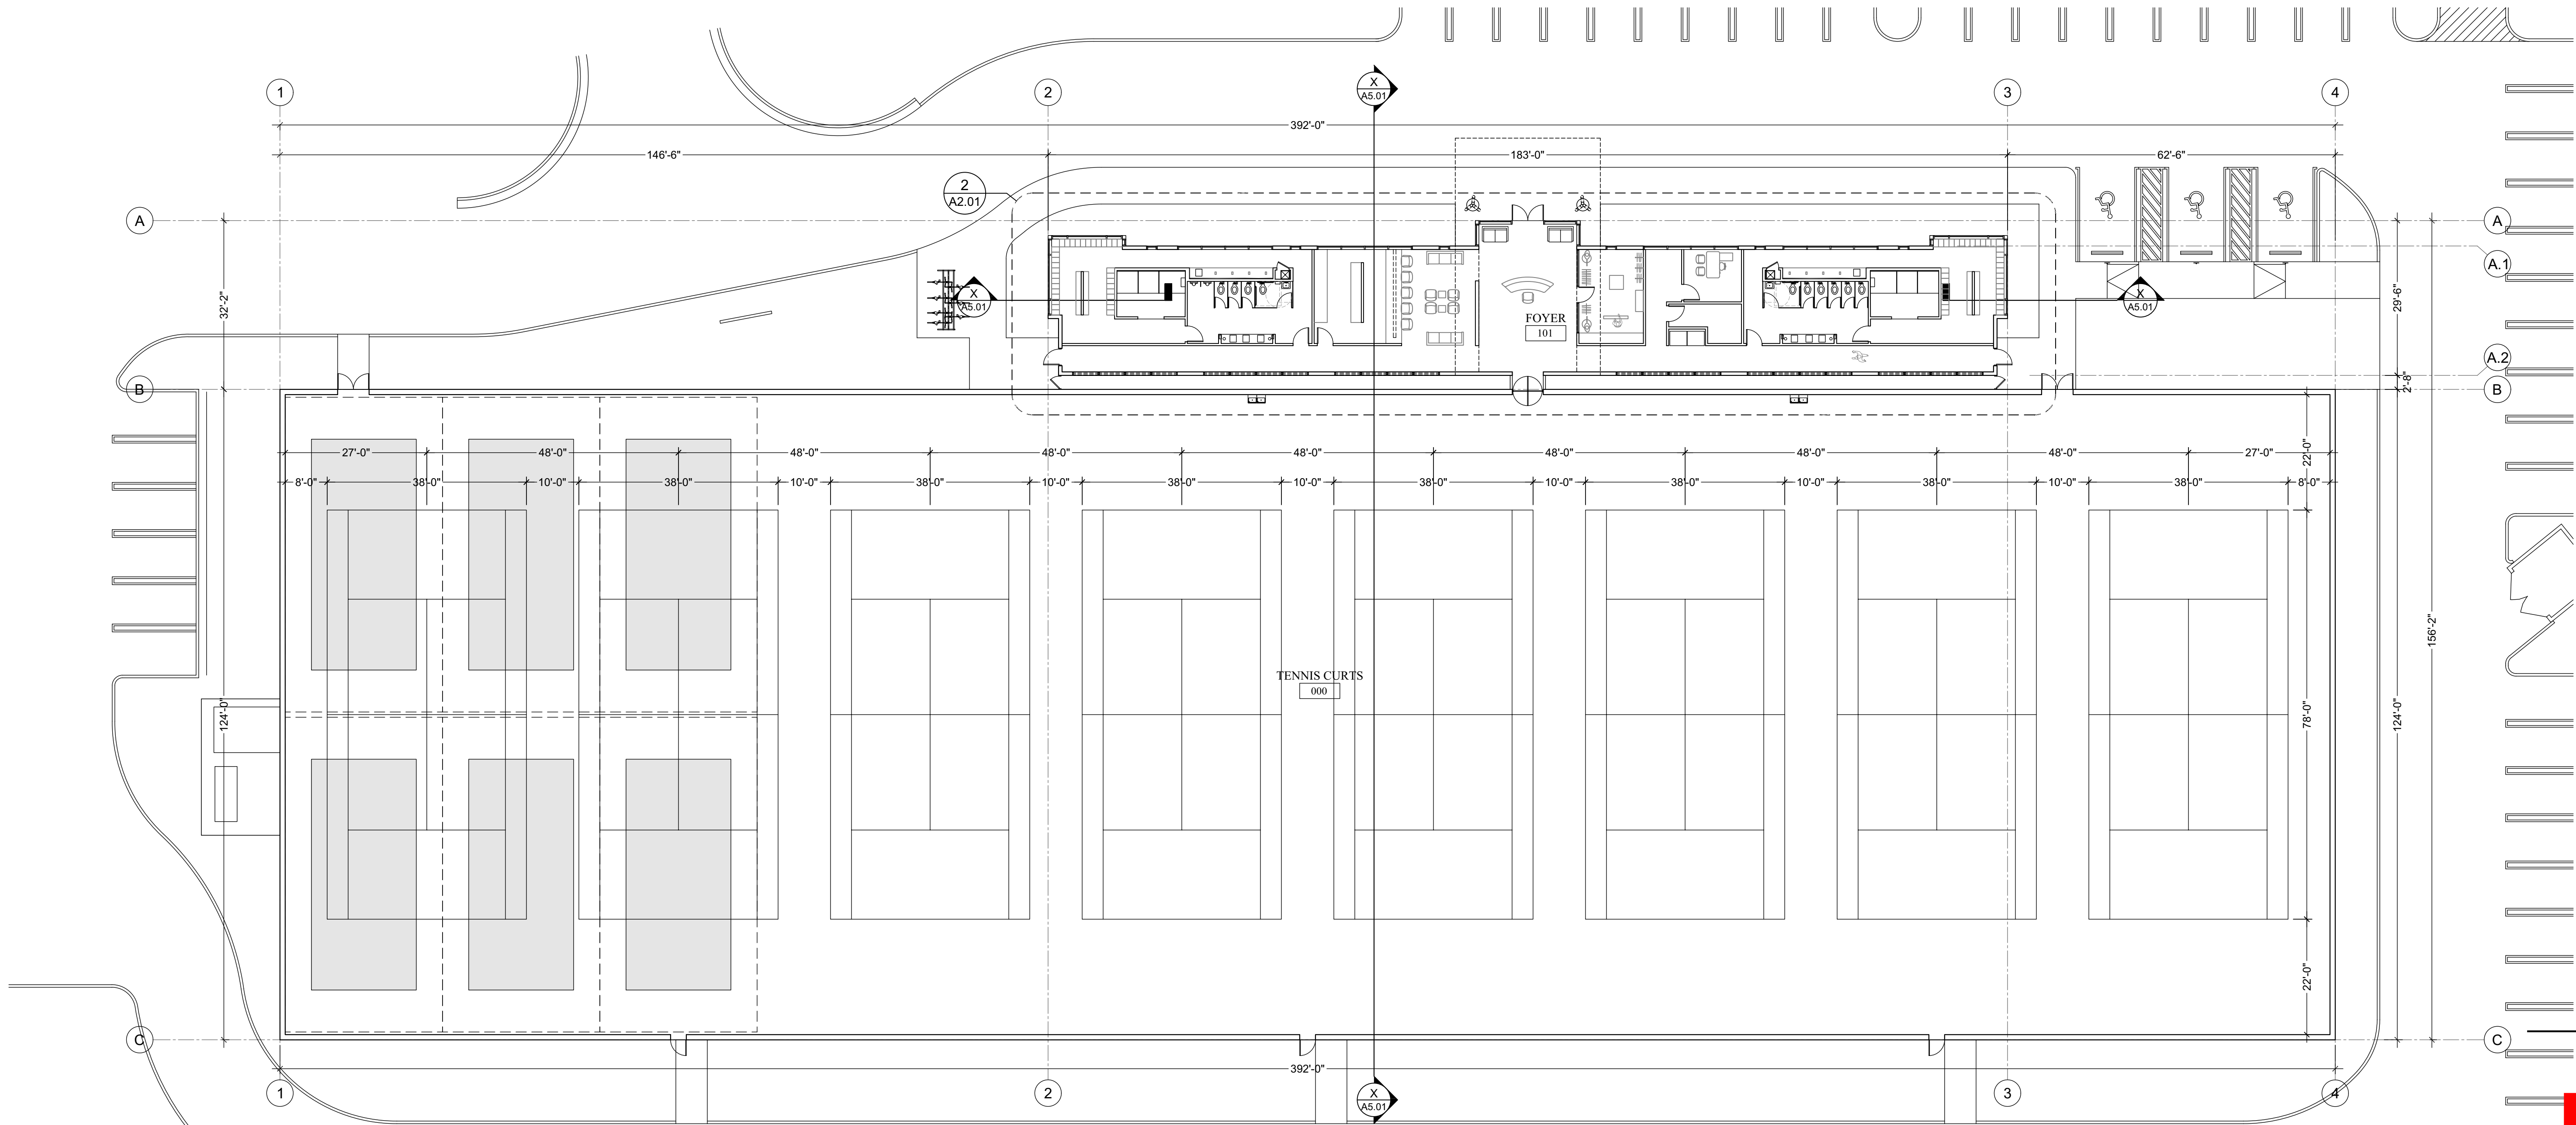 1
2
X
A5.01
3
4
392'-0"
146'-6"
183'-0"
62'-6"
2
A2.01
A
A
A.1
X
A5.01
X
A5.01
32'-2"
29'-6"
FOYER
101
A.2
B
2'-8"
B
27'-0"
48'-0"
48'-0"
48'-0"
48'-0"
48'-0"
48'-0"
48'-0"
27'-0"
22'-0"
8'-0"
38'-0"
10'-0"
38'-0"
10'-0"
38'-0"
10'-0"
38'-0"
10'-0"
38'-0"
10'-0"
38'-0"
10'-0"
38'-0"
10'-0"
38'-0"
8'-0"
156'-2"
TENNIS CURTS
000
124'-0"
78'-0"
124'-0"
22'-0"
C
C
392'-0"
1
2
X
A5.01
3
4